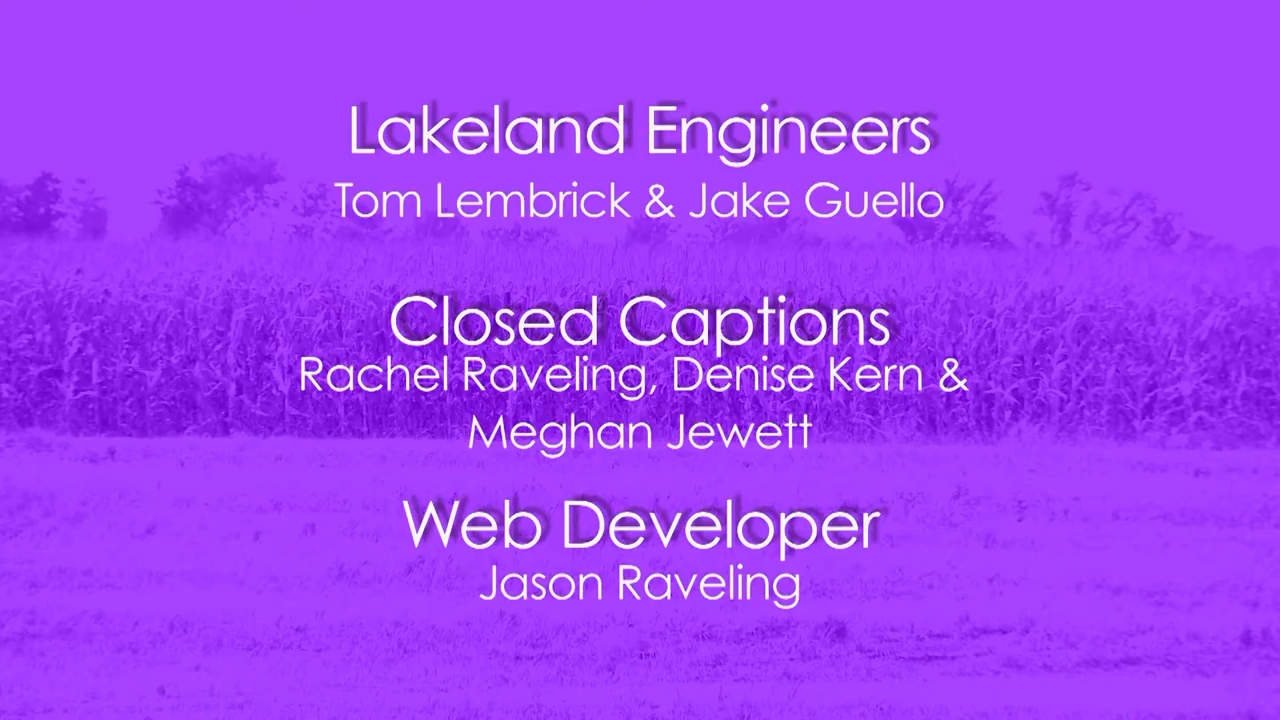 Lakeland Engineers
Tom Lembrick & Jake Guello
Closed Captions
Rachel Raveling, Denise Kern &
Meghan Jewett
Web Developer
Jason Raveling